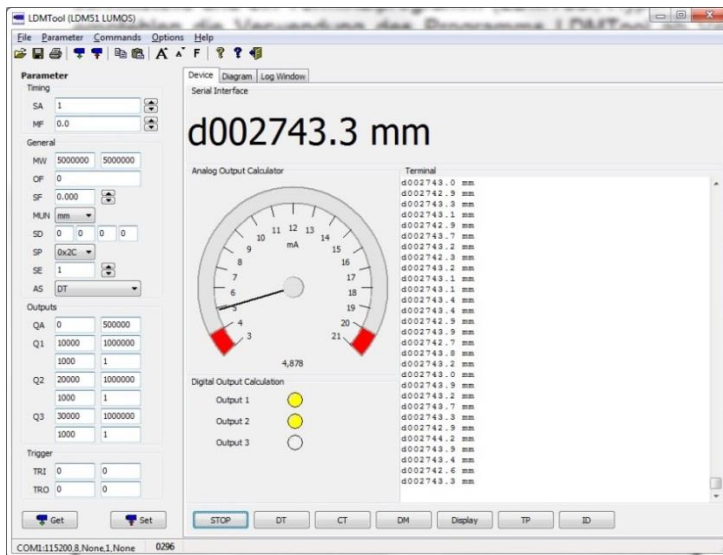 LDMTool (LDM51 LUMOS)
File Parameter Commands Options Help
A A F ? ?
Parameter
Timing
SA 1
MF 0.0
General
MW 5000000 5000000
OF 0
SF 0.000
MUN mm
SD 0 0 0 0
SP 0x2C
SE 1
AS DT
Outputs
QA 0 500000
Q1 10000 1000000
1000 1
Q2 20000 1000000
1000 1
Q3 30000 1000000
1000 1
Trigger
TRI 0 0
TRO 0 0
Get Set
Device Diagram Log Window
Serial Interface
d002743.3 mm
Analog Output Calculator
3 4 5 6 7 8 9 10 11 12 13 14 15 16 17 18 19 20 21
mA
4,878
Digital Output Calculation
Output 1
Output 2
Output 3
Terminal
d002743.0 mm
d002742.9 mm
d002743.3 mm
d002743.1 mm
d002742.9 mm
d002743.7 mm
d002743.2 mm
d002742.3 mm
d002743.2 mm
d002743.1 mm
d002743.1 mm
d002743.4 mm
d002743.4 mm
d002742.9 mm
d002743.9 mm
d002742.7 mm
d002743.8 mm
d002743.2 mm
d002743.0 mm
d002743.9 mm
d002743.2 mm
d002743.7 mm
d002743.3 mm
d002742.9 mm
d002744.2 mm
d002743.9 mm
d002743.4 mm
d002742.6 mm
d002743.3 mm
STOP DT CT DM Display TP ID
COM1:115200,8,None,1,None 0296